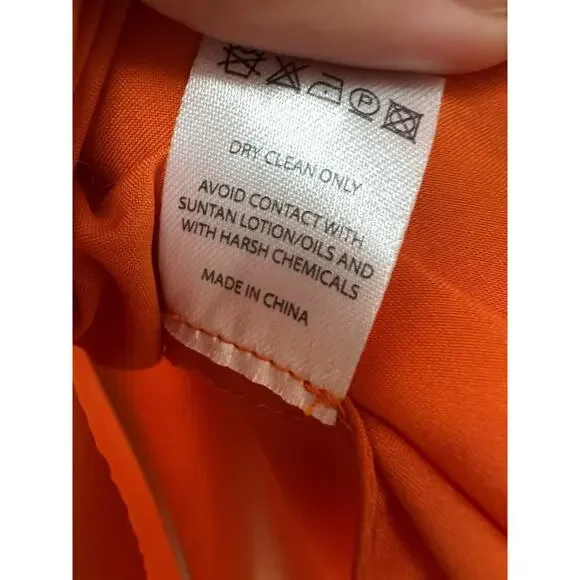 P
DRY CLEAN ONLY
AVOID CONTACT WITH
SUNTAN LOTION/OILS AND
WITH HARSH CHEMICALS
MADE IN CHINA